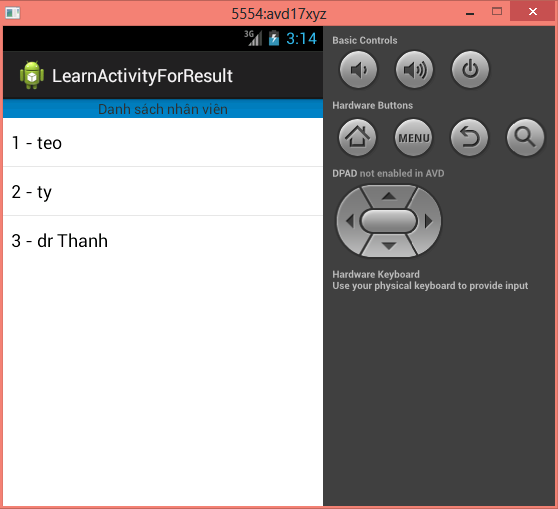 5554:avd17xyz
3G 3:14
LearnActivityForResult
Danh sách nhân viên
1 - teo
2 - ty
3 - dr Thanh
Basic Controls
Hardware Buttons
MENU
DPAD not enabled in AVD
Hardware Keyboard
Use your physical keyboard to provide input